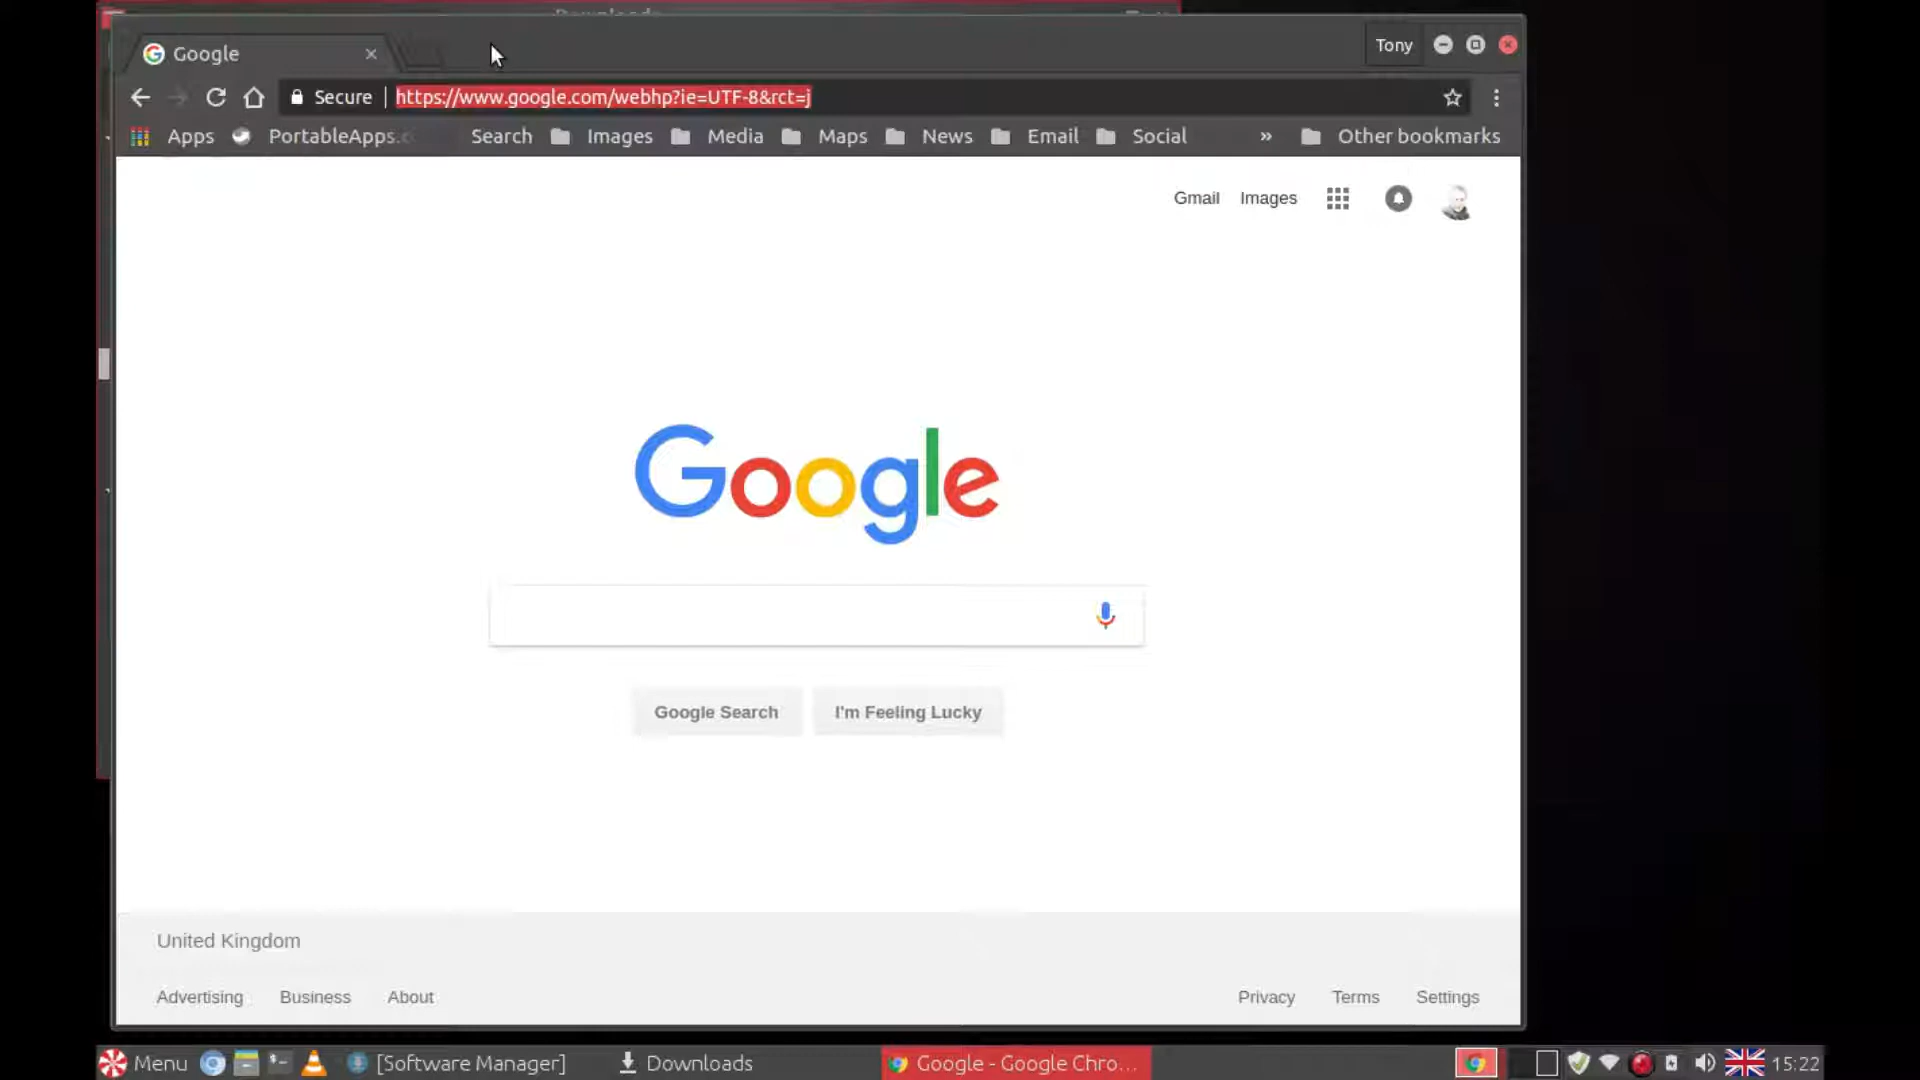 Downloads
Google
Tony
Secure
https://www.google.com/webhp?ie=UTF-8&rct=j
Apps PortableApps.c Search Images Media Maps News Email Social » Other bookmarks
Gmail Images
Google
Google Search I'm Feeling Lucky
United Kingdom
Advertising Business About Privacy Terms Settings
Menu [Software Manager] Downloads Google - Google Chro... 15:22